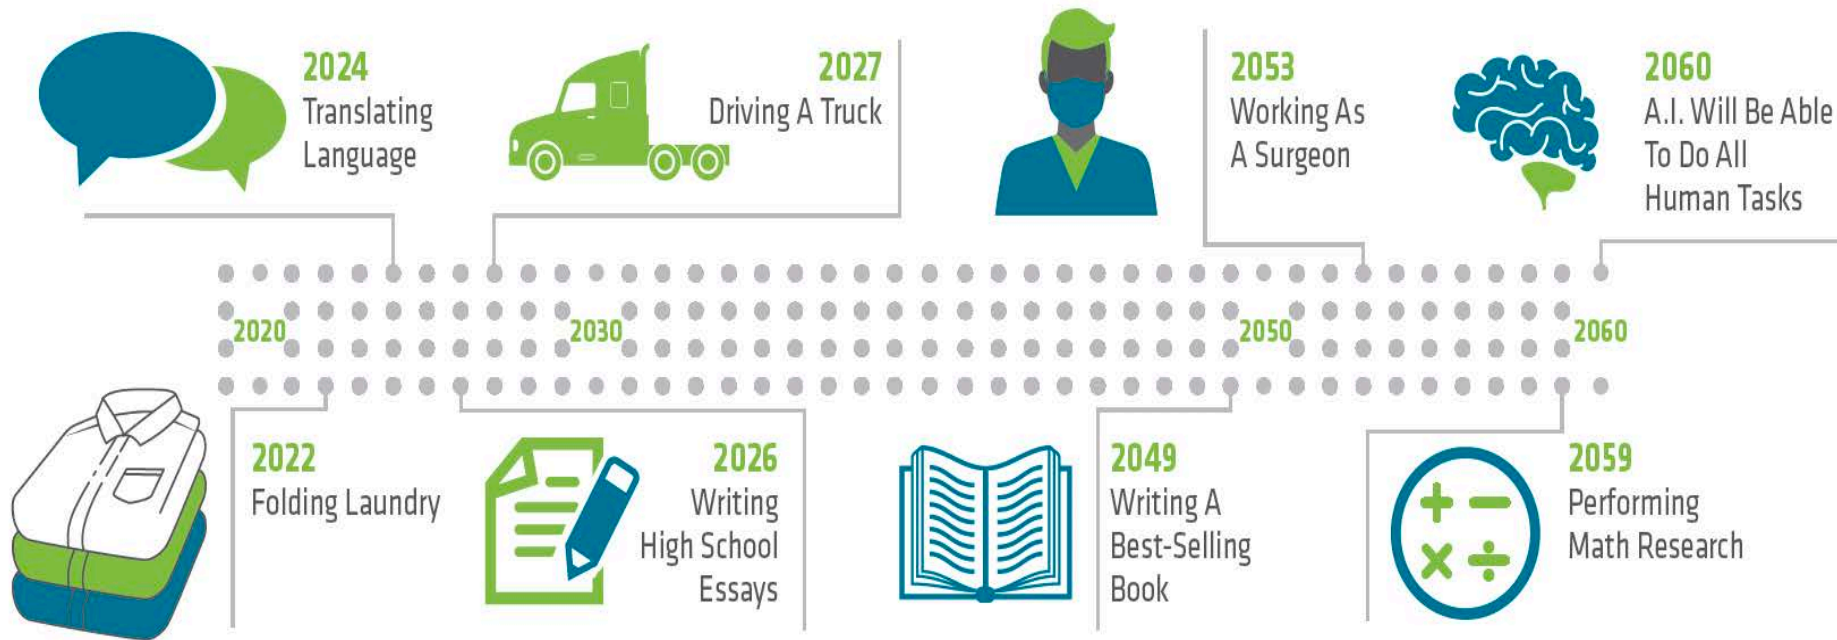 2024
Translating
Language
2027
Driving A Truck
2053
Working As
A Surgeon
2060
A.I. Will Be Able
To Do All
Human Tasks
2020
2030
2050
2060
2022
Folding Laundry
2026
Writing
High School
Essays
2049
Writing A
Best-Selling
Book
2059
Performing
Math Research